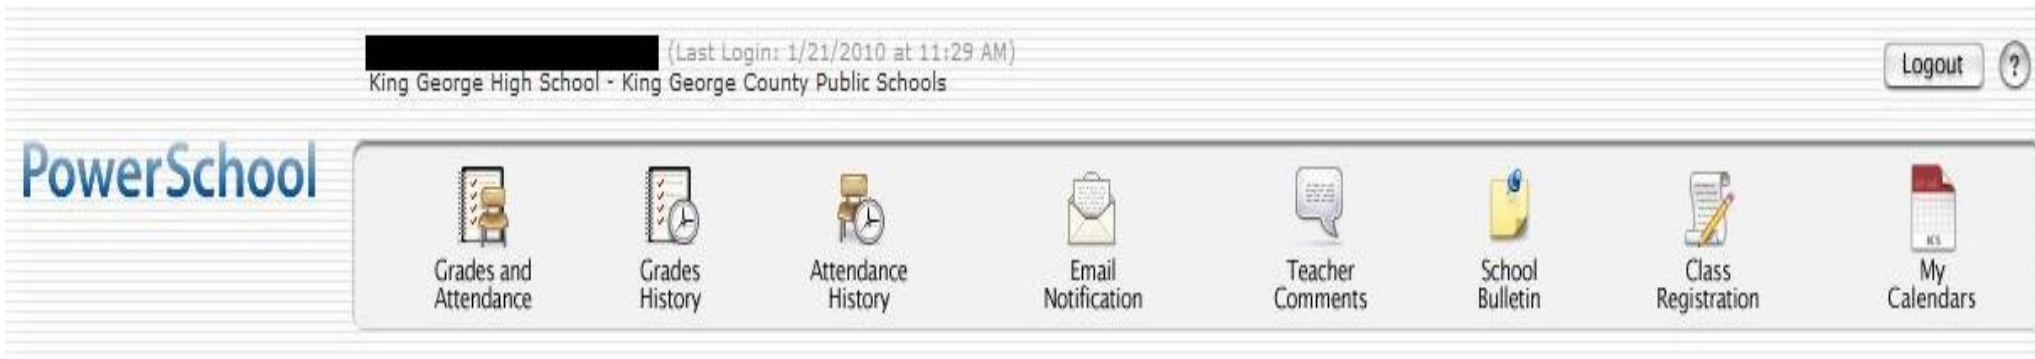 (Last Login: 1/21/2010 at 11:29 AM)
King George High School - King George County Public Schools
Logout
?
PowerSchool
Grades and
Attendance
Grades
History
Attendance
History
Email
Notification
Teacher
Comments
School
Bulletin
Class
Registration
ICS
My
Calendars